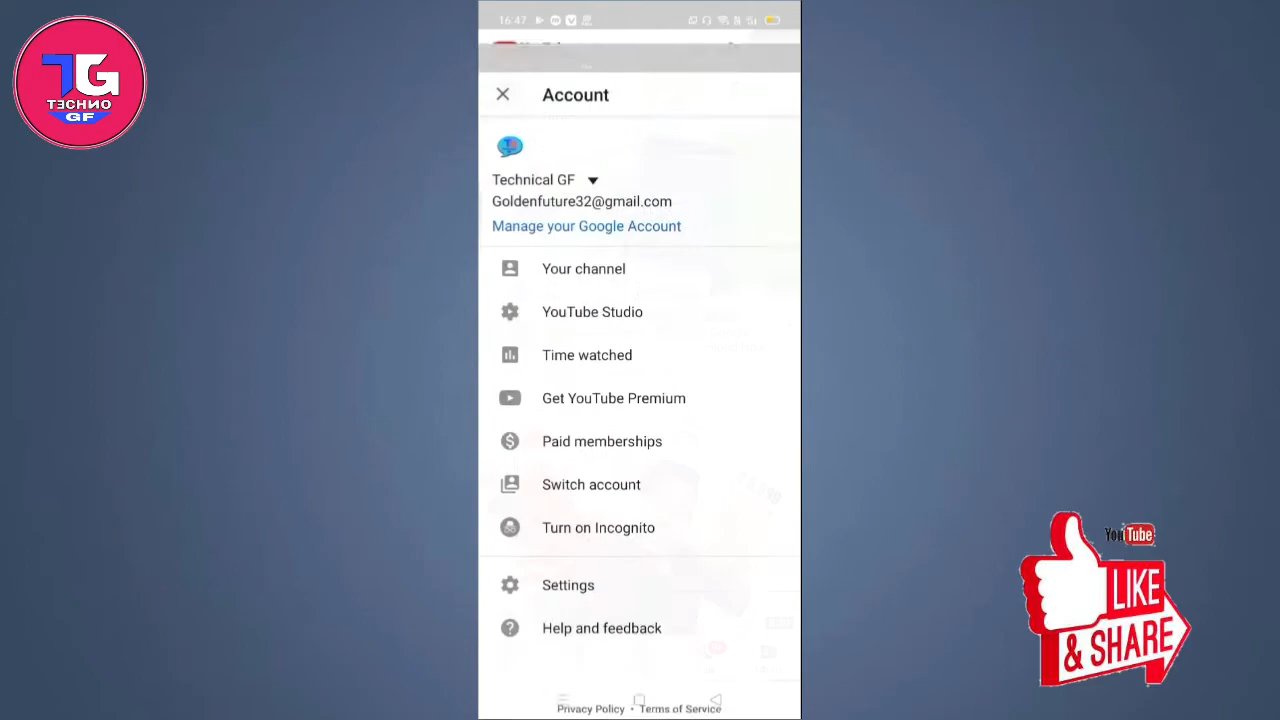 TG
TECHNO
GF
16:47
Account
Technical GF
Goldenfuture32@gmail.com
Manage your Google Account
Your channel
YouTube Studio
Time watched
Get YouTube Premium
Paid memberships
Switch account
Turn on Incognito
Settings
Help and feedback
Privacy Policy • Terms of Service
YouTube
LIKE
& SHARE